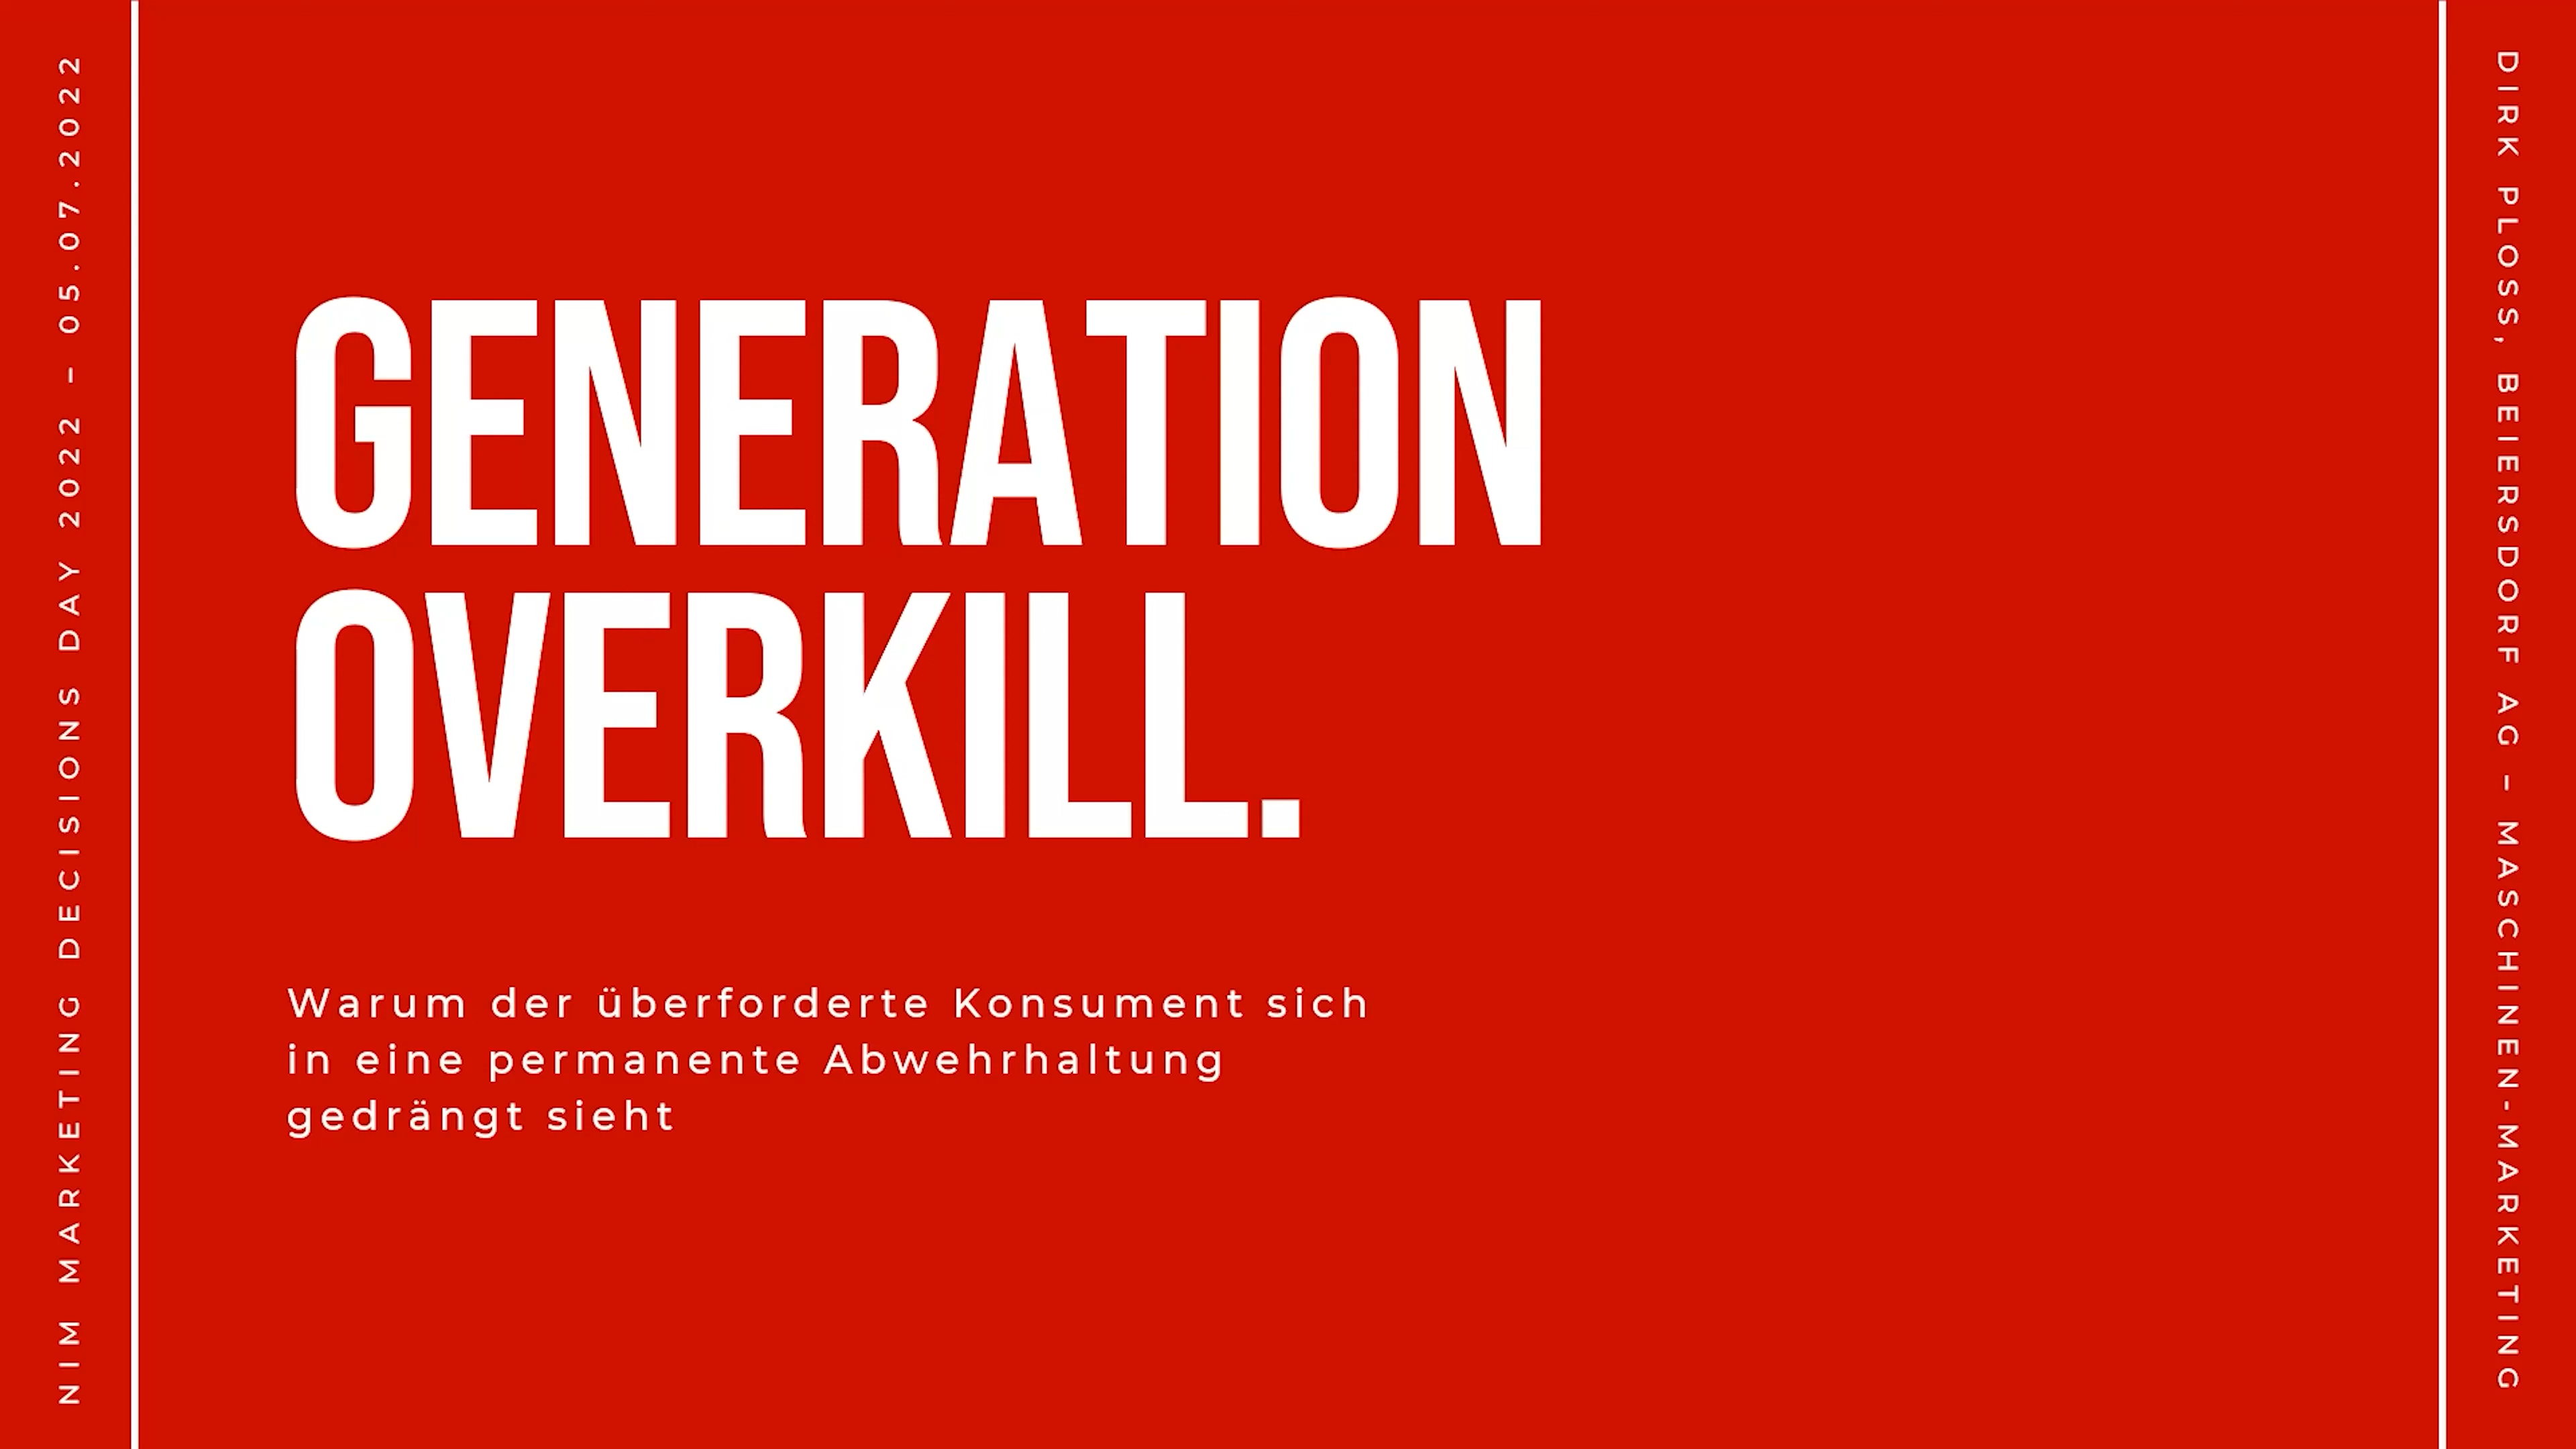 NIM MARKETING DECISIONS DAY 2022 – 05.07.2022
GENERATION
OVERKILL.
Warum der überforderte Konsument sich
in eine permanente Abwehrhaltung
gedrängt sieht
DIRK PLOSS, BEIERSDORF AG – MASCHINEN-MARKETING